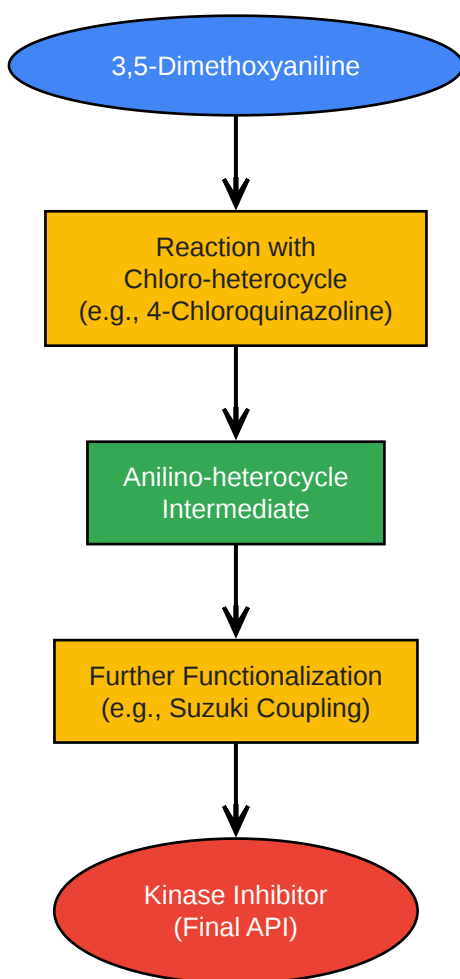 3,5-Dimethoxyaniline
Reaction with
Chloro-heterocycle
(e.g., 4-Chloroquinazoline)
Anilino-heterocycle
Intermediate
Further Functionalization
(e.g., Suzuki Coupling)
Kinase Inhibitor
(Final API)